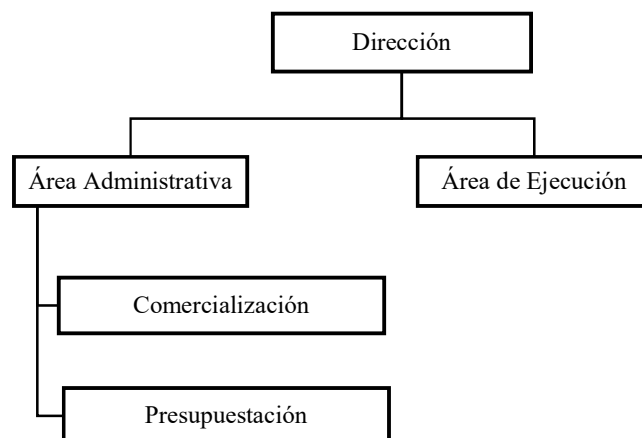 Dirección
Área Administrativa
Área de Ejecución
Comercialización
Presupuestación